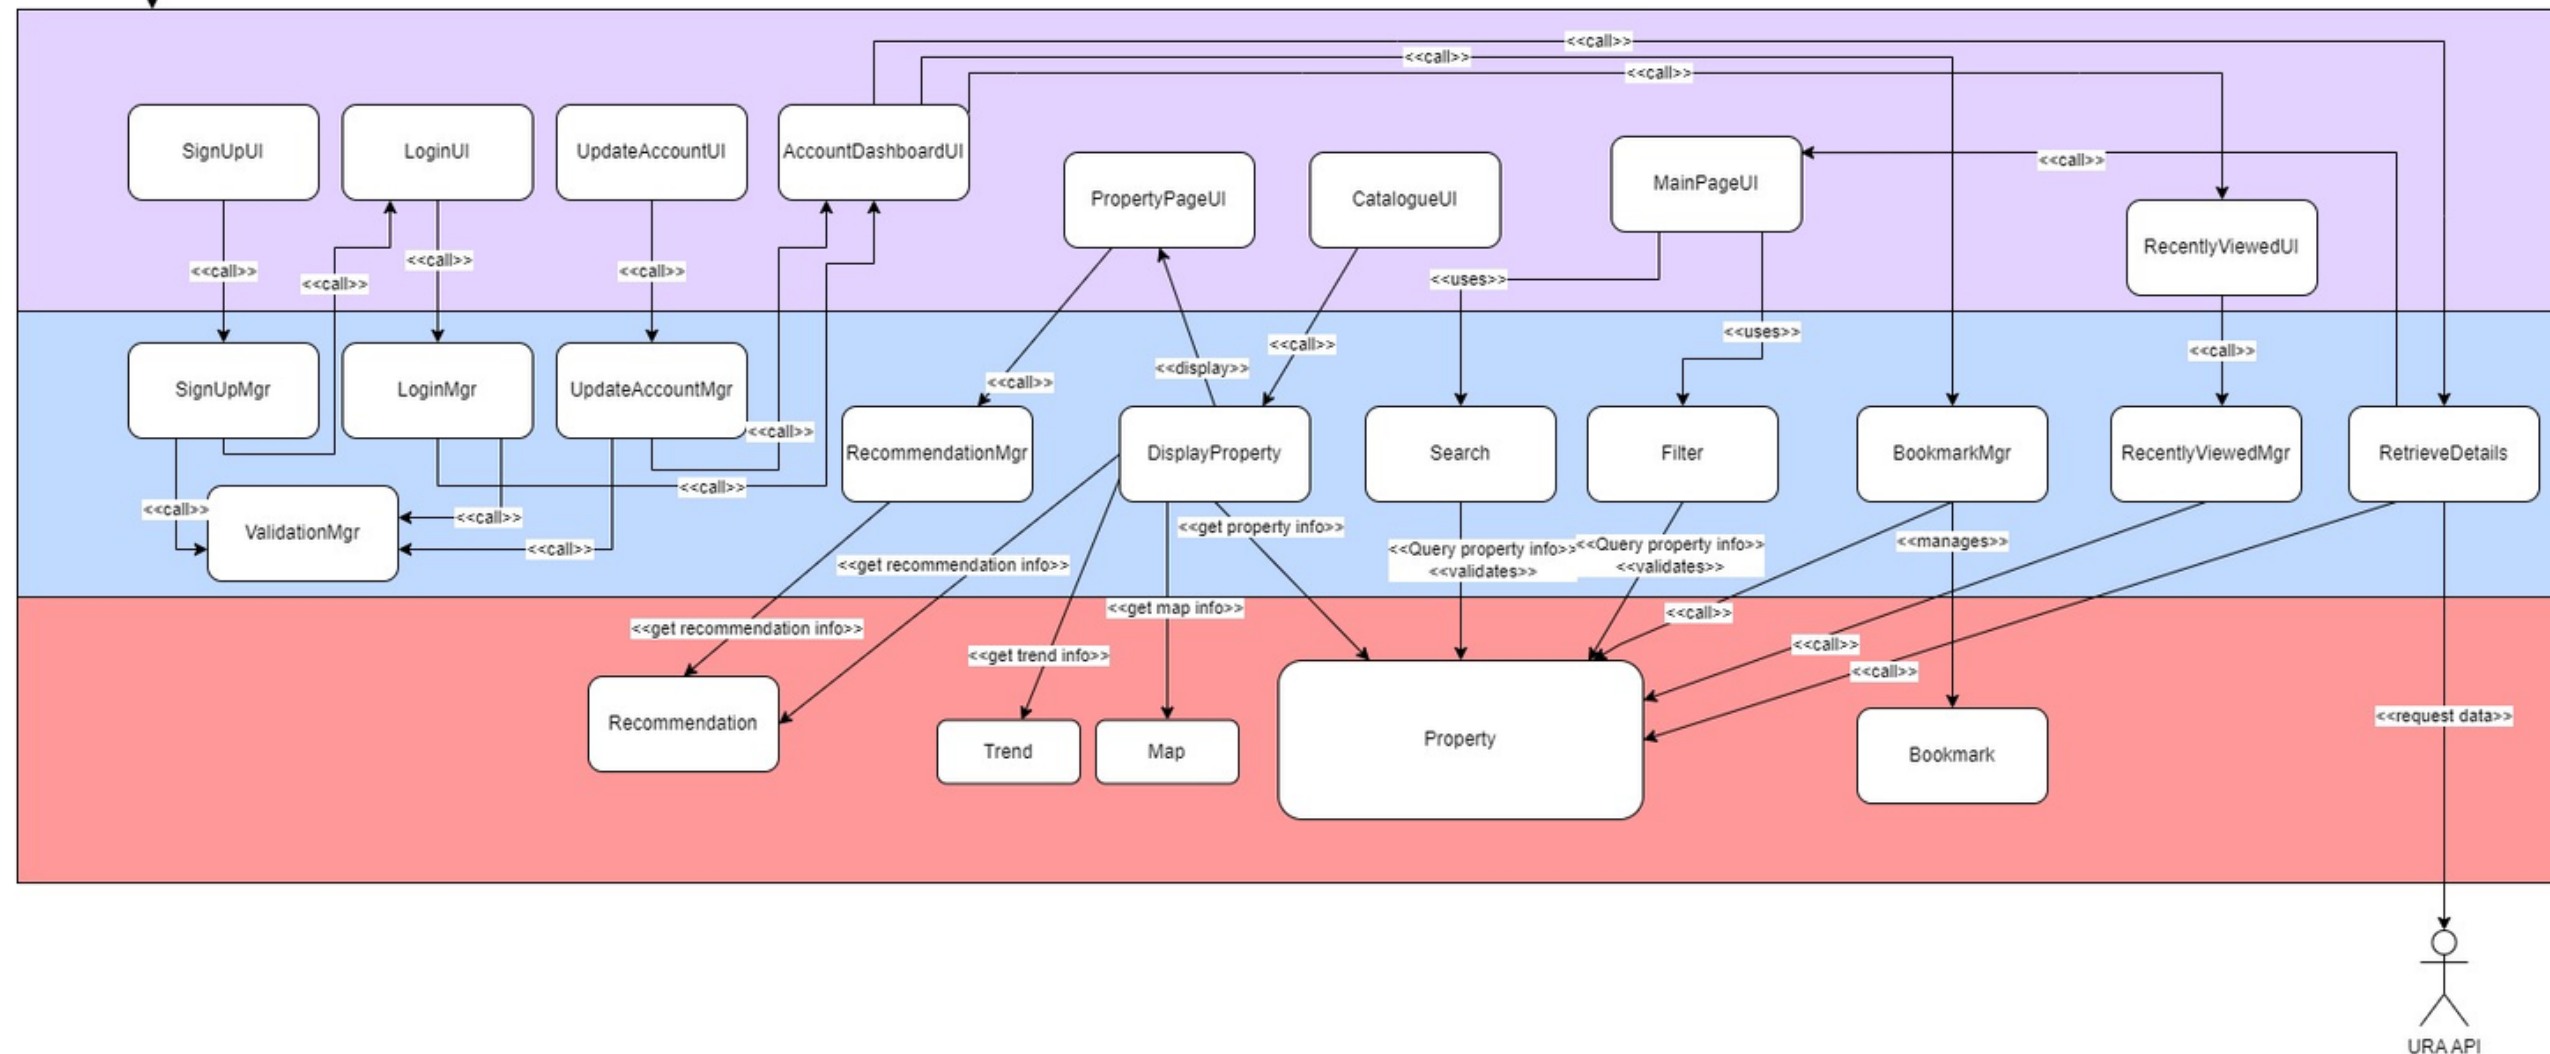 <<call>>
<<call>>
<<call>>
SignUpUI
LoginUI
UpdateAccountUI
AccountDashboardUI
PropertyPageUI
CatalogueUI
MainPageUI
<<call>>
RecentlyViewedUI
<<call>>
<<call>>
<<call>>
<<call>>
<<uses>>
<<uses>>
<<call>>
<<display>>
<<call>>
<<call>>
SignUpMgr
LoginMgr
UpdateAccountMgr
<<call>>
RecommendationMgr
DisplayProperty
Search
Filter
BookmarkMgr
RecentlyViewedMgr
RetrieveDetails
<<call>>
<<call>>
<<call>>
<<call>>
ValidationMgr
<<get property info>>
<<get recommendation info>>
<<Query property info>>
<<validates>>
<<Query property info>>
<<validates>>
<<manages>>
<<get map info>>
<<call>>
<<get recommendation info>>
<<get trend info>>
<<call>>
<<call>>
Recommendation
Trend
Map
Property
Bookmark
<<request data>>
URA API